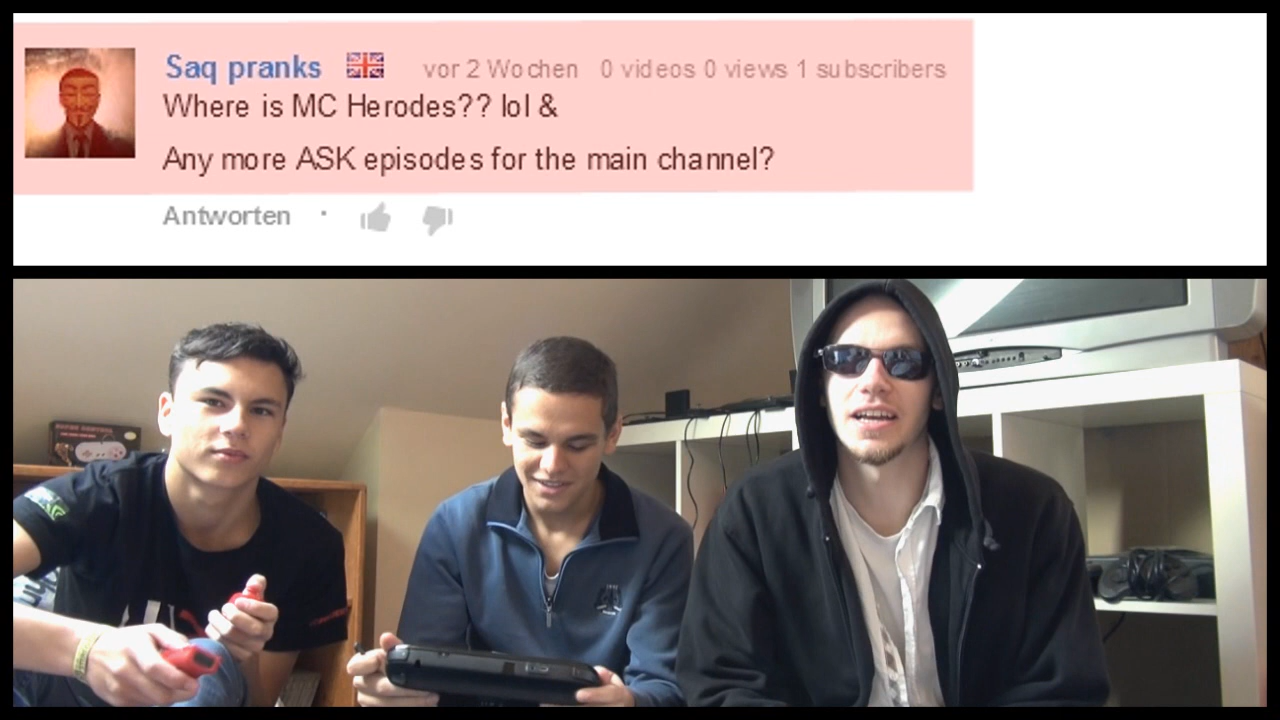 Saq pranks vor 2 Wochen 0 videos 0 views 1 subscribers
Where is MC Herodes?? lol &
Any more ASK episodes for the main channel?
Antworten ·